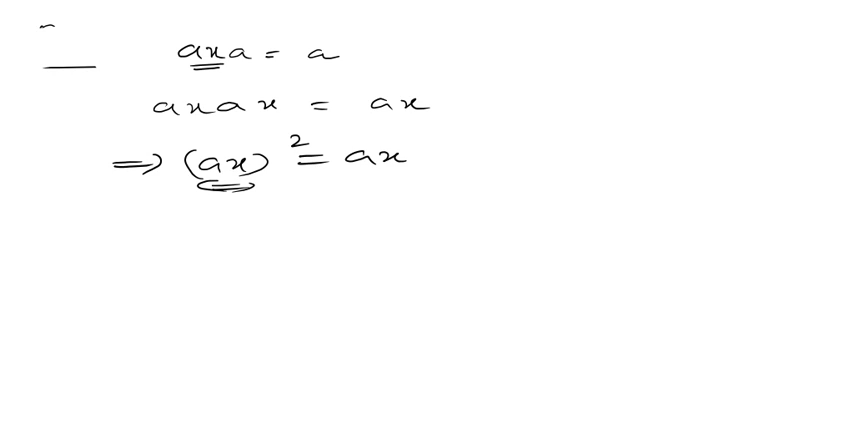 axa = a
axax = ax
⇒ (ax)² = ax